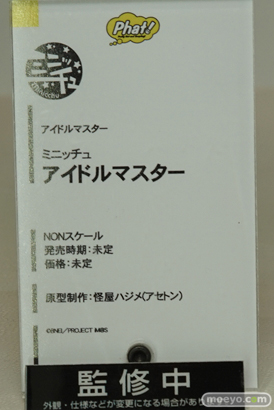 Phat!
ミニッチュ
アイドルマスター
ミニッチュ
アイドルマスター
NONスケール
発売時期：未定
価格：未定
原型制作：怪屋ハジメ(アセトン)
©BNEI／PROJECT iM@S
監修中
外観・仕様などが変更になる場合があり
moeyo.com